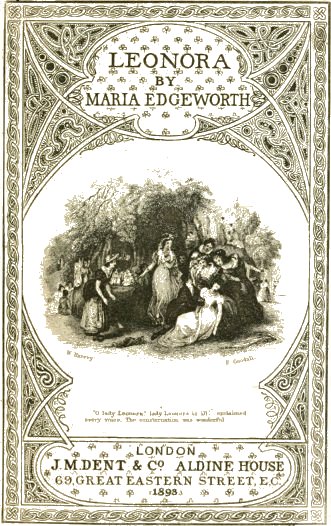 LEONORA
BY
MARIA EDGEWORTH
W Harvey
E Goodall
"O lady Leonora! lady Leonora is ill!" exclaimed
every voice. The consternation was wonderful
LONDON
J.M.DENT & Co. ALDINE HOUSE
69, GREAT EASTERN STREET, E.C.
1893